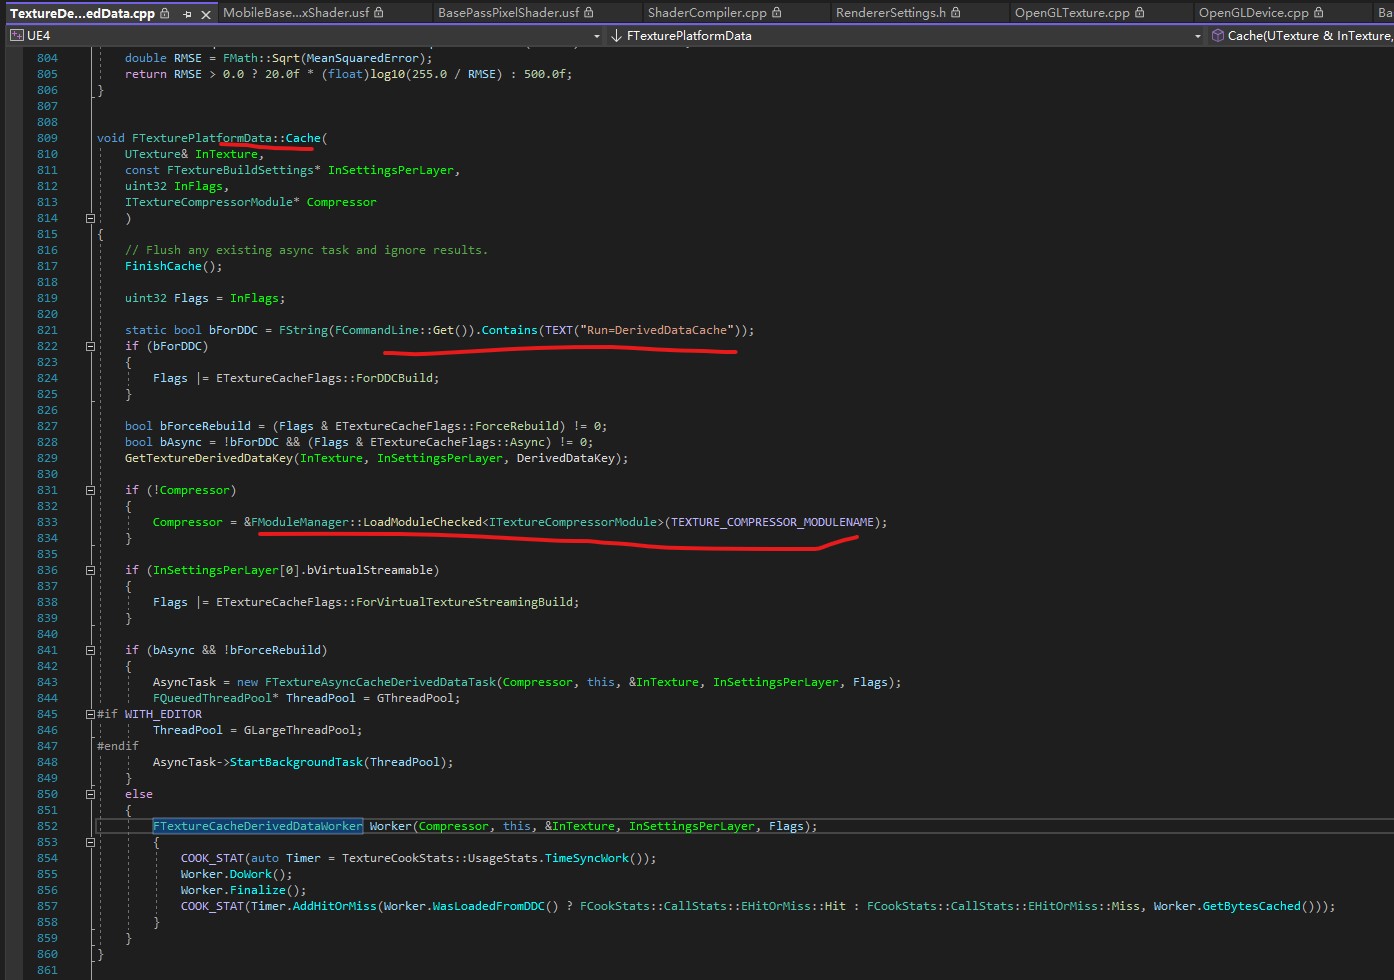 TextureDe...edData.cpp MobileBase...xShader.usf BasePassPixelShader.usf ShaderCompiler.cpp RendererSettings.h OpenGLTexture.cpp OpenGLDevice.cpp Ba
UE4 FTexturePlatformData Cache(UTexture & InTexture,
804 double RMSE = FMath::Sqrt(MeanSquaredError);
805 return RMSE > 0.0 ? 20.0f * (float)log10(255.0 / RMSE) : 500.0f;
806 }
807
808
809 void FTexturePlatformData::Cache(
810 UTexture& InTexture,
811 const FTextureBuildSettings* InSettingsPerLayer,
812 uint32 InFlags,
813 ITextureCompressorModule* Compressor
814 )
815 {
816 // Flush any existing async task and ignore results.
817 FinishCache();
818
819 uint32 Flags = InFlags;
820
821 static bool bForDDC = FString(FCommandLine::Get()).Contains(TEXT("Run=DerivedDataCache"));
822 if (bForDDC)
823 {
824 Flags |= ETextureCacheFlags::ForDDCBuild;
825 }
826
827 bool bForceRebuild = (Flags & ETextureCacheFlags::ForceRebuild) != 0;
828 bool bAsync = !bForDDC && (Flags & ETextureCacheFlags::Async) != 0;
829 GetTextureDerivedDataKey(InTexture, InSettingsPerLayer, DerivedDataKey);
830
831 if (!Compressor)
832 {
833 Compressor = &FModuleManager::LoadModuleChecked<ITextureCompressorModule>(TEXTURE_COMPRESSOR_MODULENAME);
834 }
835
836 if (InSettingsPerLayer[0].bVirtualStreamable)
837 {
838 Flags |= ETextureCacheFlags::ForVirtualTextureStreamingBuild;
839 }
840
841 if (bAsync && !bForceRebuild)
842 {
843 AsyncTask = new FTextureAsyncCacheDerivedDataTask(Compressor, this, &InTexture, InSettingsPerLayer, Flags);
844 FQueuedThreadPool* ThreadPool = GThreadPool;
845 #if WITH_EDITOR
846 ThreadPool = GLargeThreadPool;
847 #endif
848 AsyncTask->StartBackgroundTask(ThreadPool);
849 }
850 else
851 {
852 FTextureCacheDerivedDataWorker Worker(Compressor, this, &InTexture, InSettingsPerLayer, Flags);
853 {
854 COOK_STAT(auto Timer = TextureCookStats::UsageStats.TimeSyncWork());
855 Worker.DoWork();
856 Worker.Finalize();
857 COOK_STAT(Timer.AddHitOrMiss(Worker.WasLoadedFromDDC() ? FCookStats::CallStats::EHitOrMiss::Hit : FCookStats::CallStats::EHitOrMiss::Miss, Worker.GetBytesCached()));
858 }
859 }
860 }
861